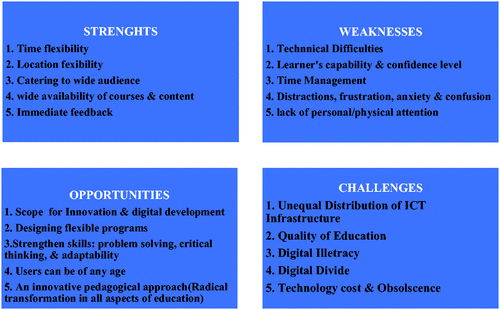 STRENGHTS
1. Time flexibility
2. Location fexibility
3. Catering to wide audience
4. wide availability of courses & content
5. Immediate feedback
WEAKNESSES
1. Technnical Difficulties
2. Learner's capability & confidence level
3. Time Management
4. Distractions, frustration, anxiety & confusion
5. lack of personal/physical attention
OPPORTUNITIES
1. Scope for Innovation & digital development
2. Designing flexible programs
3.Strengthen skills: problem solving, critical
thinking, & adaptability
4. Users can be of any age
5. An innovative pedagogical approach(Radical
transformation in all aspects of education)
CHALLENGES
1. Unequal Distribution of ICT
Infrastructure
2. Quality of Education
3. Digital Illetracy
4. Digital Divide
5. Technology cost & Obsolscence